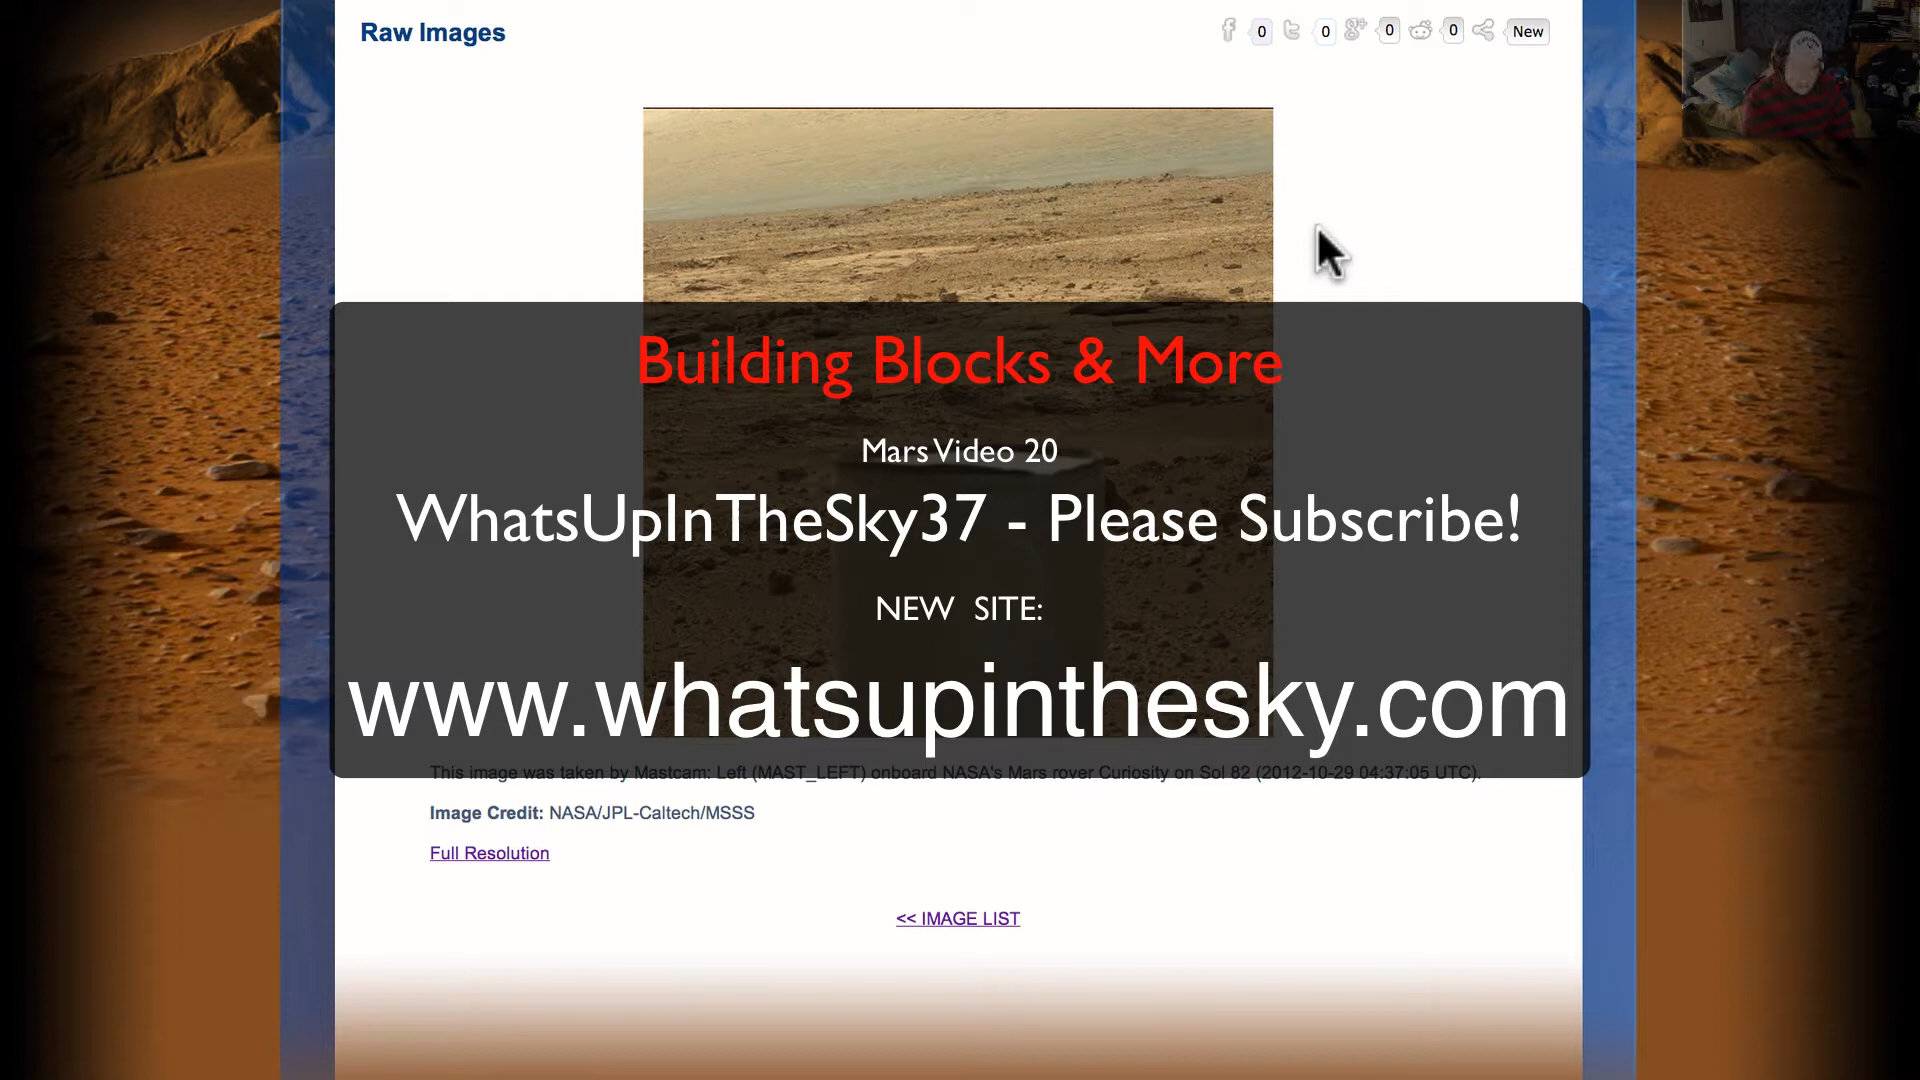 Raw Images
0
0
0
0
New
Building Blocks & More
Mars Video 20
WhatsUpInTheSky37 - Please Subscribe!
NEW SITE:
www.whatsupinthesky.com
This image was taken by Mastcam: Left (MAST_LEFT) onboard NASA's Mars rover Curiosity on Sol 82 (2012-10-29 04:37:05 UTC).
Image Credit: NASA/JPL-Caltech/MSSS
Full Resolution
<< IMAGE LIST